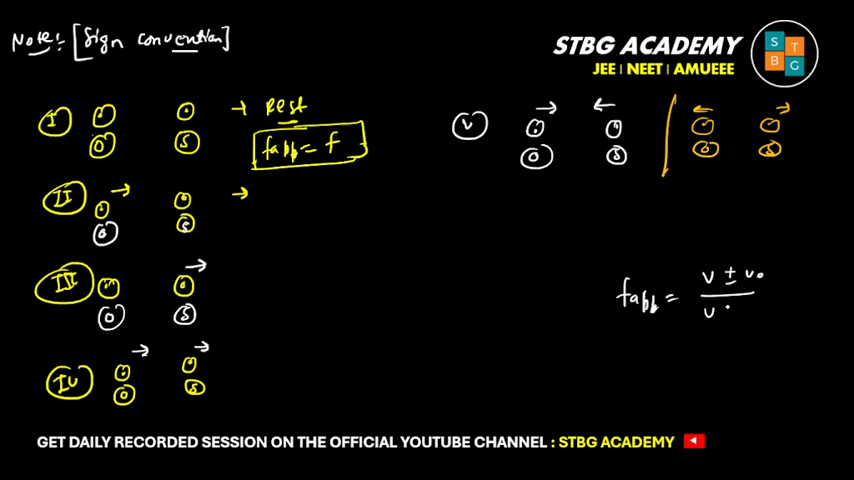 Note:- [Sign convention]
STBG ACADEMY
JEE | NEET | AMUEEE
S T
B G
I O S → Rest
fapp = f
II → O S →
III O S →
IV O → S →
V O → S ← O ← S →
fapp = v ± v₀
v
GET DAILY RECORDED SESSION ON THE OFFICIAL YOUTUBE CHANNEL : STBG ACADEMY